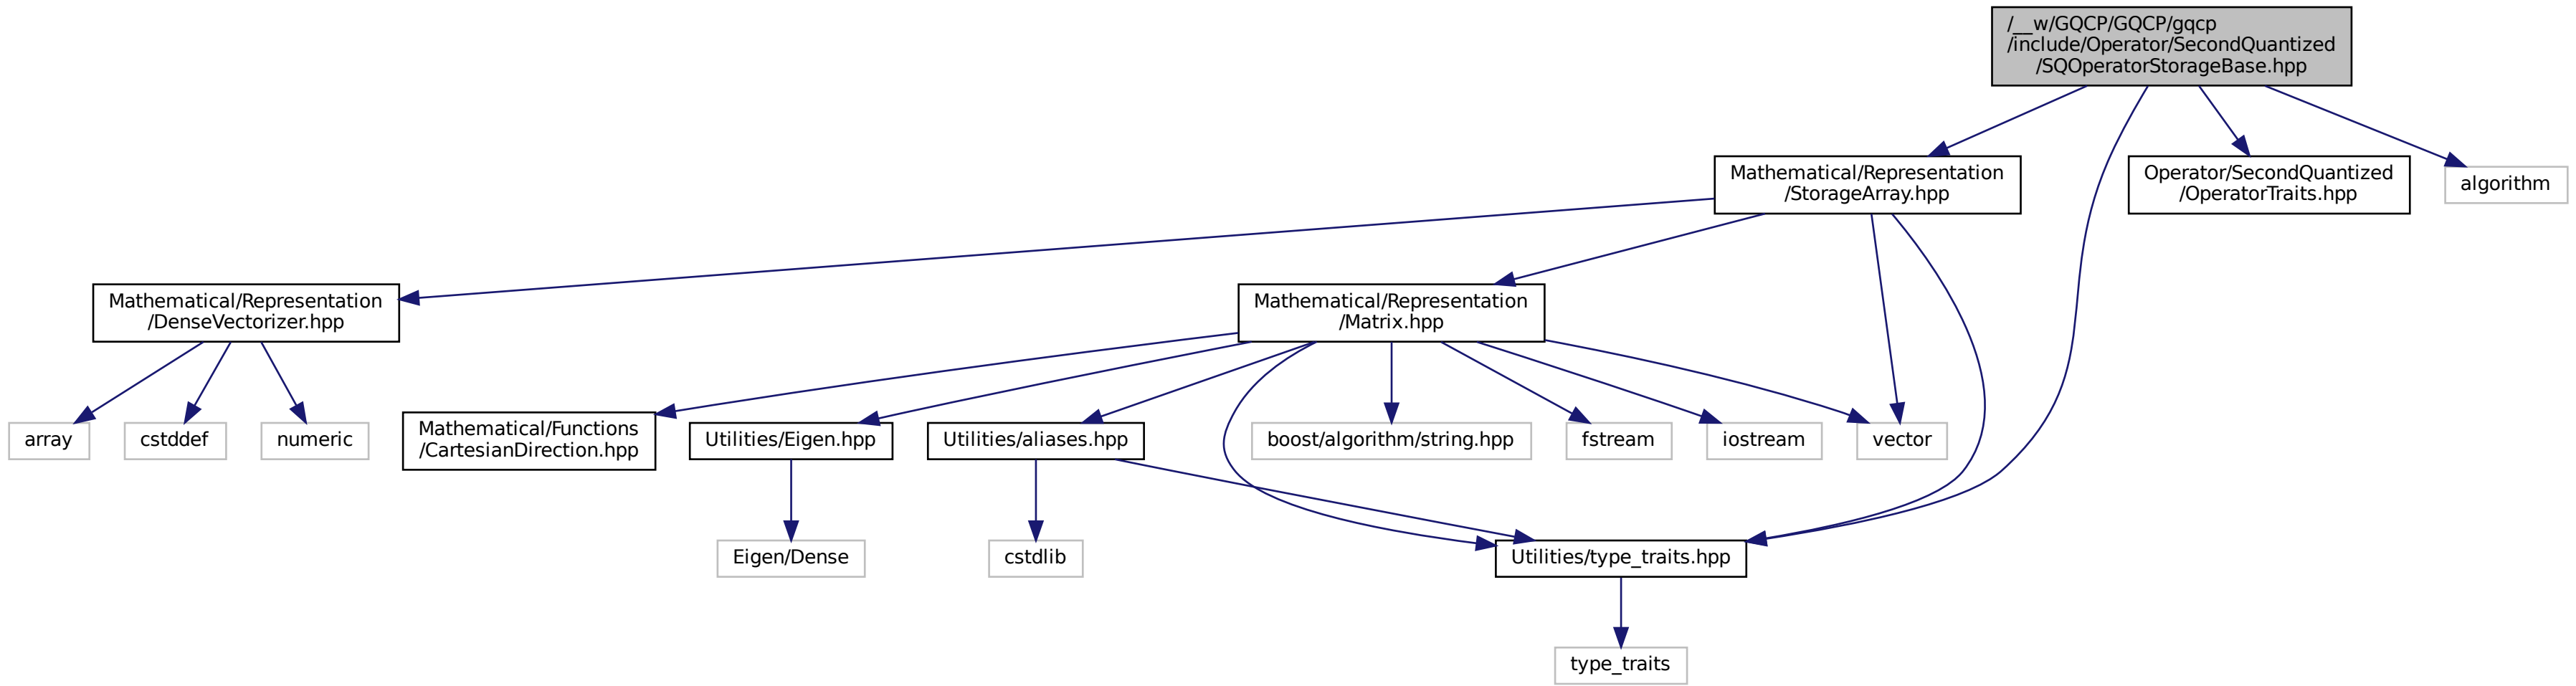 /__w/GQCP/GQCP/gqcp
/include/Operator/SecondQuantized
/SQOperatorStorageBase.hpp
Mathematical/Representation
/StorageArray.hpp
Operator/SecondQuantized
/OperatorTraits.hpp
algorithm
Mathematical/Representation
/DenseVectorizer.hpp
Mathematical/Representation
/Matrix.hpp
array
cstddef
numeric
Mathematical/Functions
/CartesianDirection.hpp
Utilities/Eigen.hpp
Utilities/aliases.hpp
boost/algorithm/string.hpp
fstream
iostream
vector
Eigen/Dense
cstdlib
Utilities/type_traits.hpp
type_traits